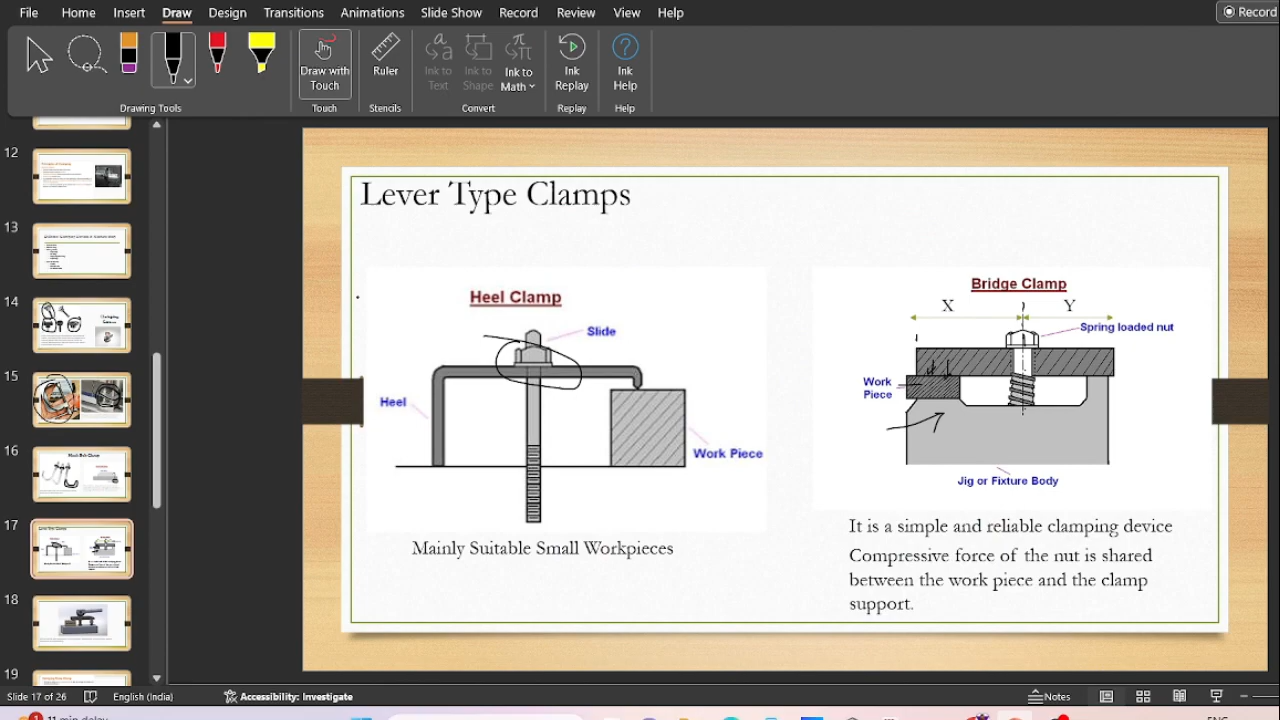 File Home Insert Draw Design Transitions Animations Slide Show Record Review View Help Record
Draw with Touch
Ruler
Ink to Text
Ink to Shape
Ink to Math
Ink Replay
Ink Help
Drawing Tools Touch Stencils Convert Replay Help
12
13
14
15
16
17
18
19
Lever Type Clamps
Heel Clamp
Slide
Heel
Work Piece
Mainly Suitable Small Workpieces
Bridge Clamp
X Y
Spring loaded nut
Work
Piece
Jig or Fixture Body
It is a simple and reliable clamping device
Compressive force of the nut is shared
between the work piece and the clamp
support.
Slide 17 of 26 English (India) Accessibility: Investigate Notes